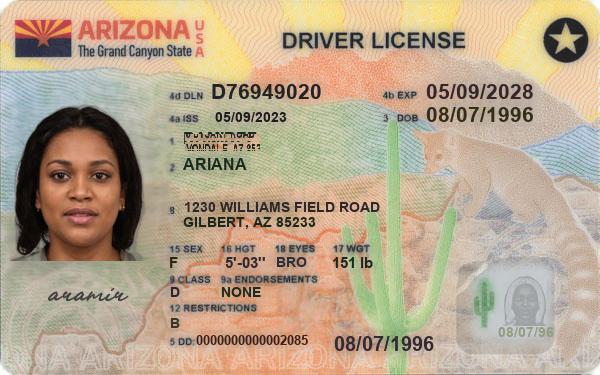 ARIZONA USA
The Grand Canyon State
DRIVER LICENSE
4d DLN D76949020
4b EXP 05/09/2028
4a ISS 05/09/2023
3 DOB 08/07/1996
1
2 ARIANA
8 1230 WILLIAMS FIELD ROAD
GILBERT, AZ 85233
15 SEX 16 HGT 18 EYES 17 WGT
F 5'-03" BRO 151 lb
9 CLASS 9a ENDORSEMENTS
D NONE
12 RESTRICTIONS
B
5 DD: 0000000000002085
08/07/1996
08/07/96
aramir
ARIZONA ARIZONA ARIZONA ARIZONA